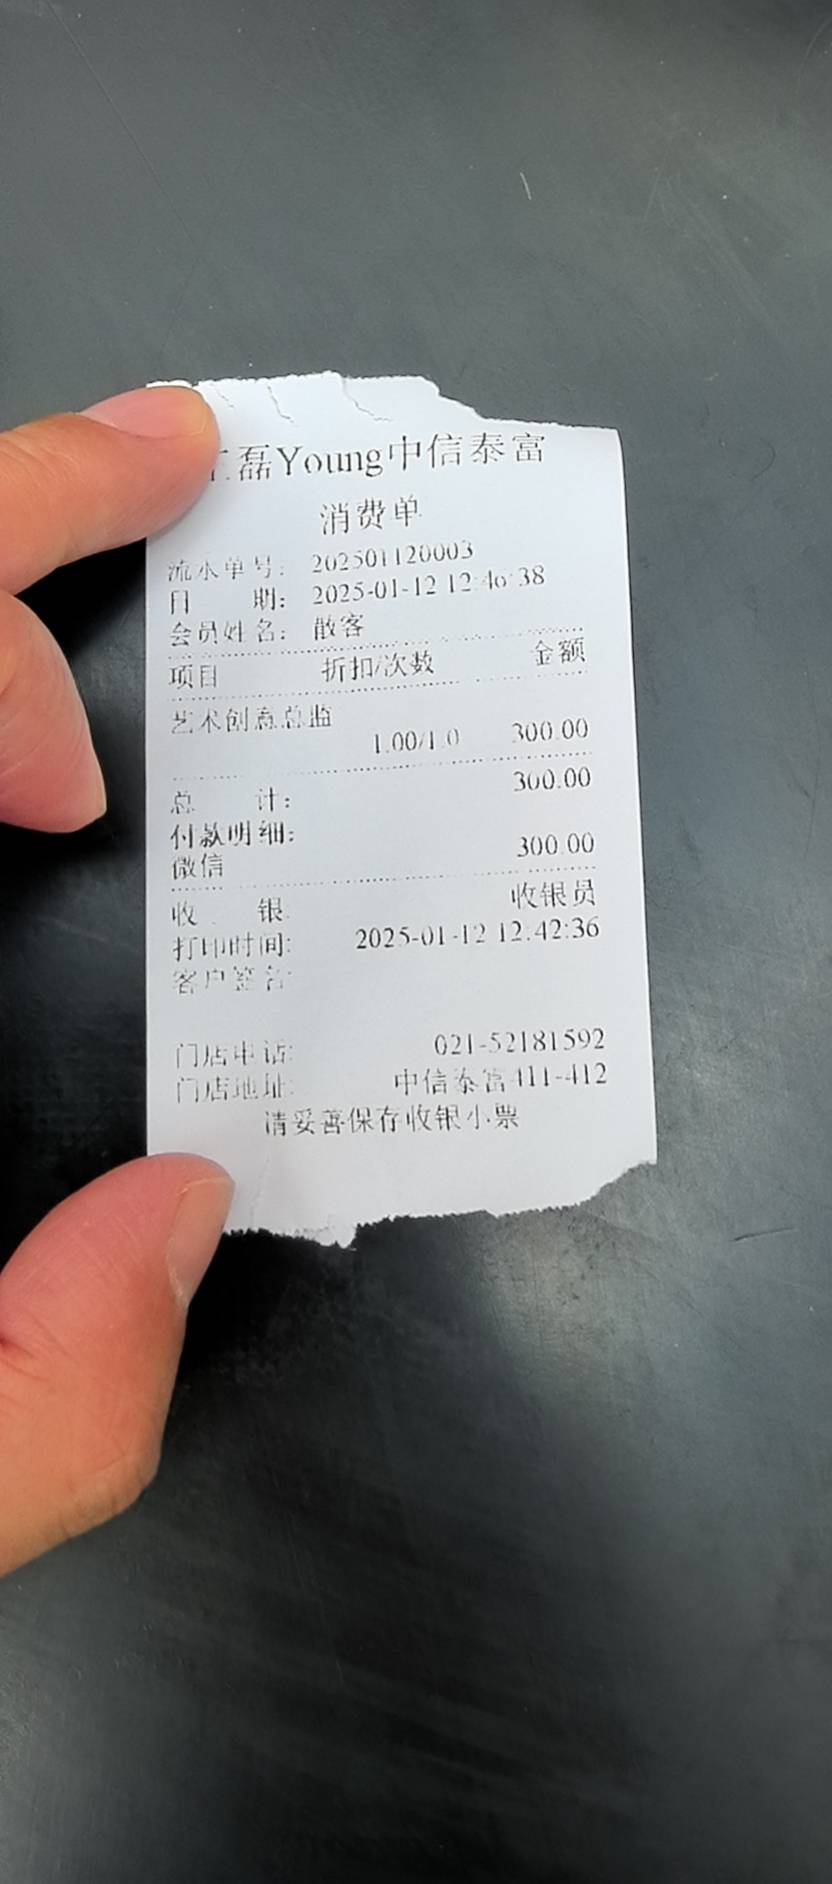 磊Young中信泰富
消费单
流水单号: 202501120003
日 期: 2025-01-12 12:40:38
会员姓名: 散客
项目 折扣/次数 金额
艺术创意总监
1.00/1.0 300.00
总 计: 300.00
付款明细:
微信 300.00
收 银 收银员
打印时间: 2025-01-12 12:42:36
客户签名:
门店电话: 021-52181592
门店地址: 中信泰富411-412
请妥善保存收银小票